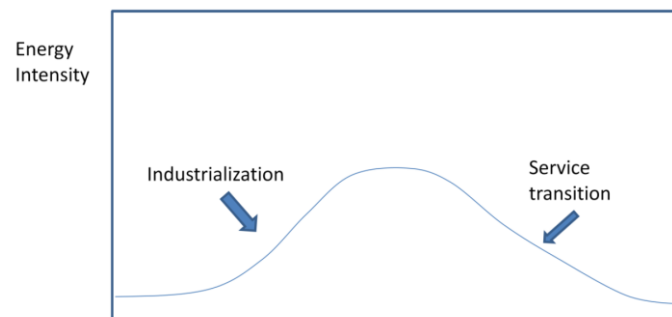 Energy
Intensity
Industrialization
Service
transition